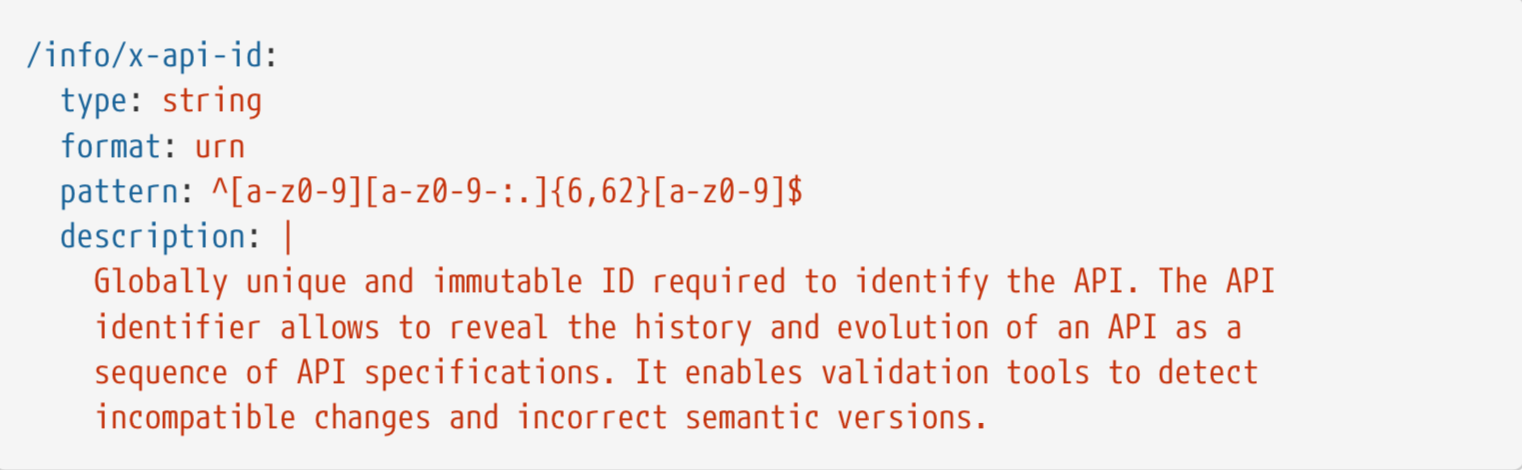 /info/x-api-id:
  type: string
  format: urn
  pattern: ^[a-z0-9][a-z0-9-:.]{6,62}[a-z0-9]$
  description: |
    Globally unique and immutable ID required to identify the API. The API
    identifier allows to reveal the history and evolution of an API as a
    sequence of API specifications. It enables validation tools to detect
    incompatible changes and incorrect semantic versions.